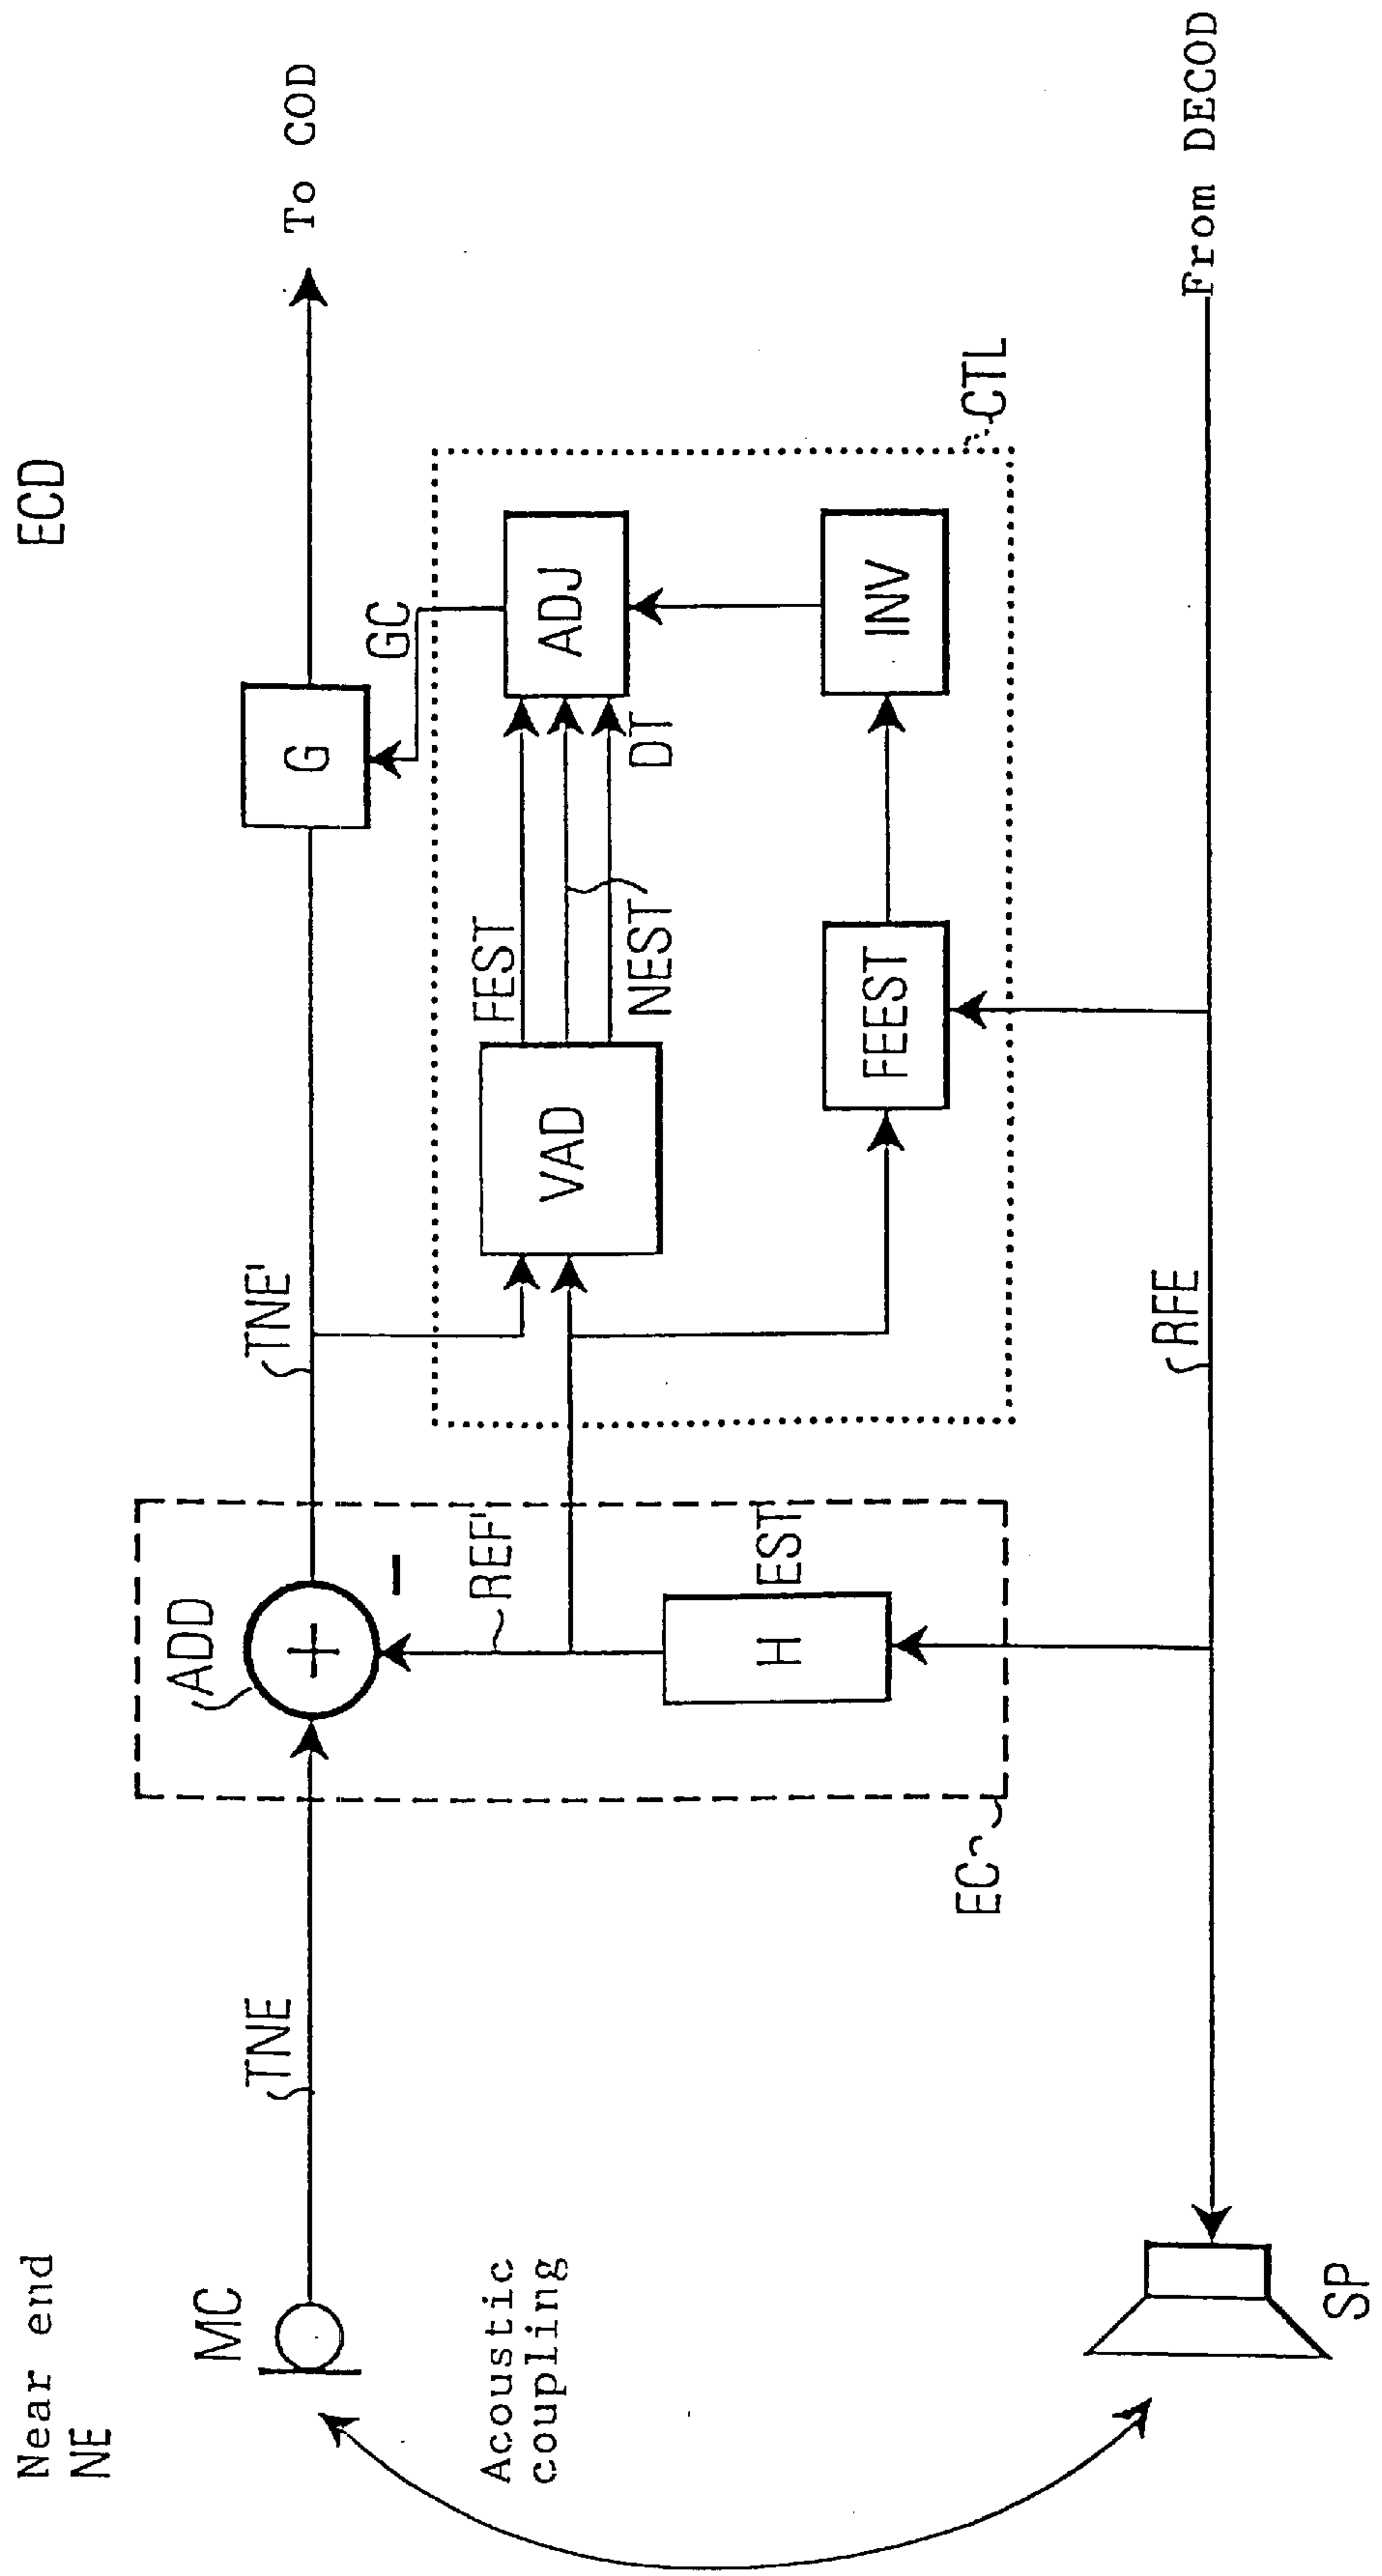 Near end
NE
ECD
MC
TNE
ADD
TNE'
G
GC
To COD
Acoustic
coupling
REF'
−
+
H
EST
EC
VAD
FEST
NEST
DT
ADJ
FEEST
INV
CTL
SP
RFE
From DECOD